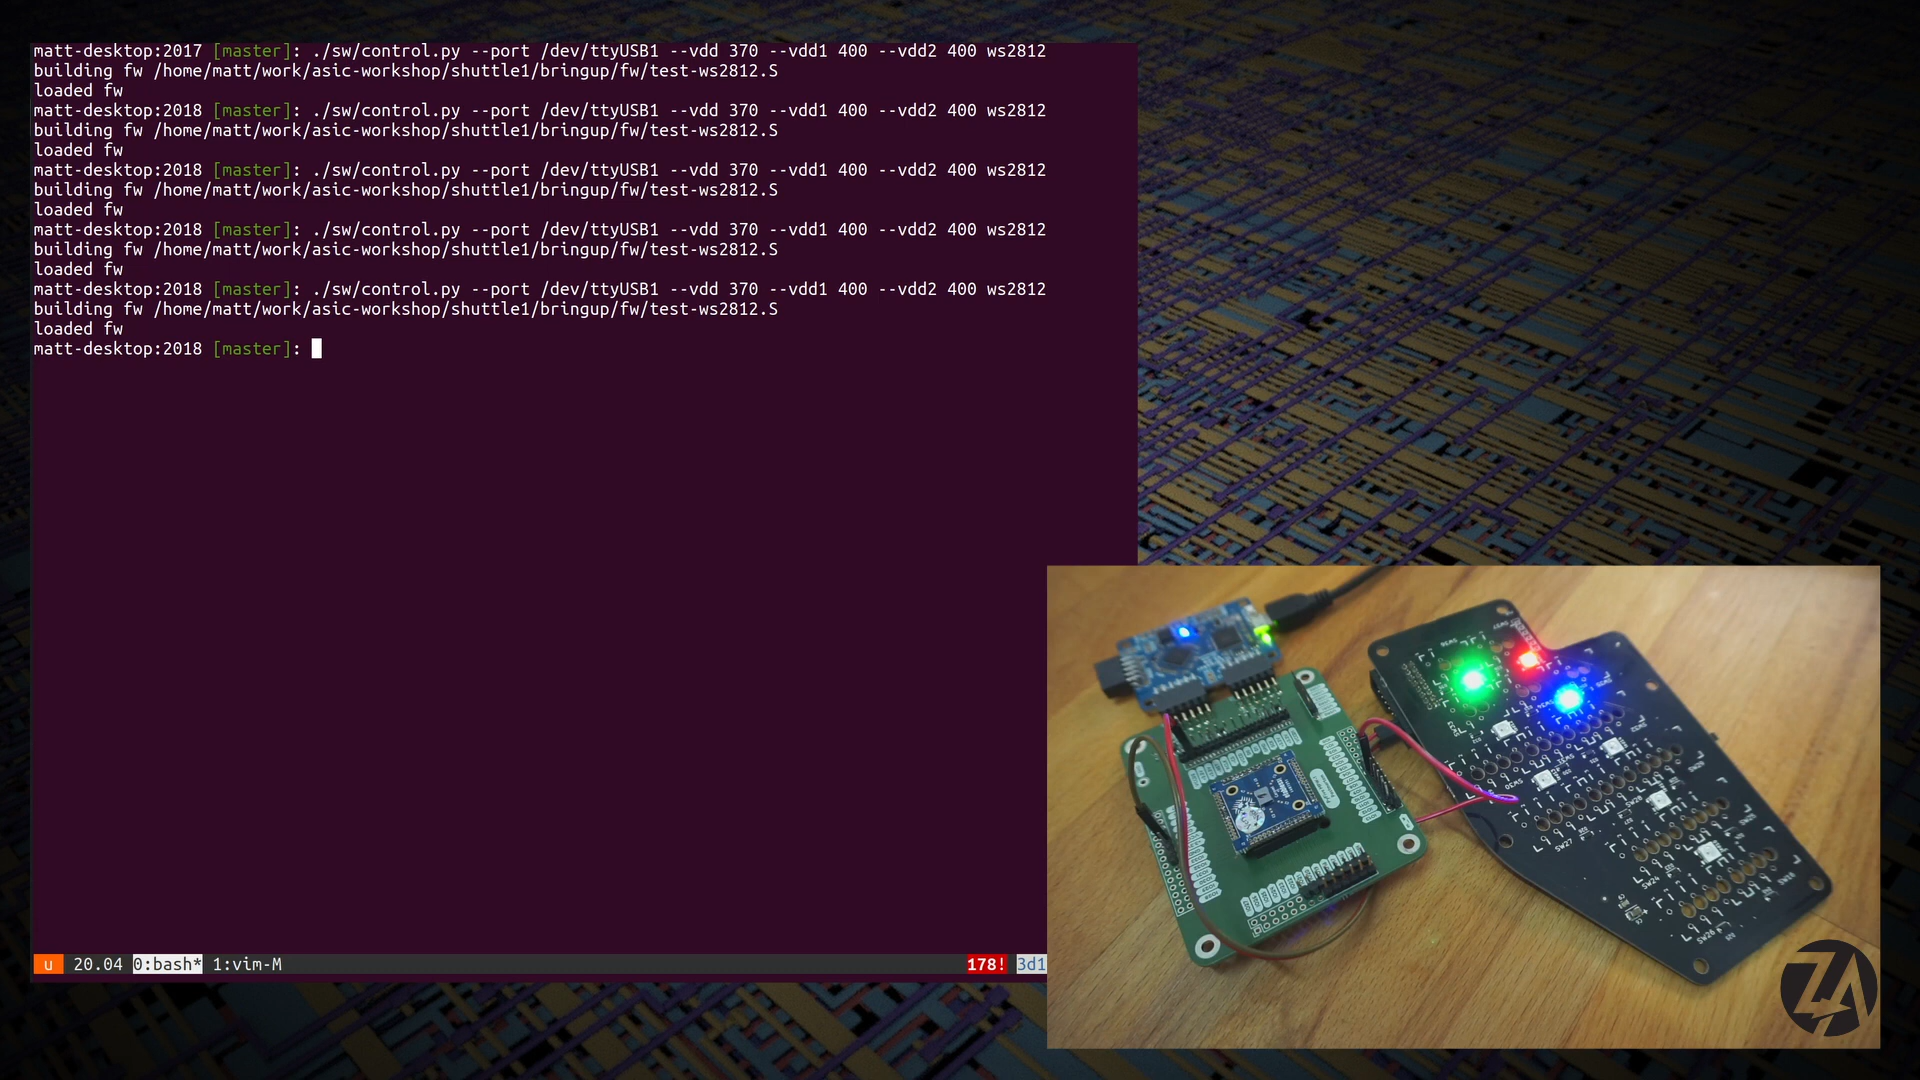 matt-desktop:2017 [master]: ./sw/control.py --port /dev/ttyUSB1 --vdd 370 --vdd1 400 --vdd2 400 ws2812
building fw /home/matt/work/asic-workshop/shuttle1/bringup/fw/test-ws2812.S
loaded fw
matt-desktop:2018 [master]: ./sw/control.py --port /dev/ttyUSB1 --vdd 370 --vdd1 400 --vdd2 400 ws2812
building fw /home/matt/work/asic-workshop/shuttle1/bringup/fw/test-ws2812.S
loaded fw
matt-desktop:2018 [master]: ./sw/control.py --port /dev/ttyUSB1 --vdd 370 --vdd1 400 --vdd2 400 ws2812
building fw /home/matt/work/asic-workshop/shuttle1/bringup/fw/test-ws2812.S
loaded fw
matt-desktop:2018 [master]: ./sw/control.py --port /dev/ttyUSB1 --vdd 370 --vdd1 400 --vdd2 400 ws2812
building fw /home/matt/work/asic-workshop/shuttle1/bringup/fw/test-ws2812.S
loaded fw
matt-desktop:2018 [master]: ./sw/control.py --port /dev/ttyUSB1 --vdd 370 --vdd1 400 --vdd2 400 ws2812
building fw /home/matt/work/asic-workshop/shuttle1/bringup/fw/test-ws2812.S
loaded fw
matt-desktop:2018 [master]:
u 20.04 0:bash* 1:vim-M 178! 3d1
SW27
SW24
SW28
ZA